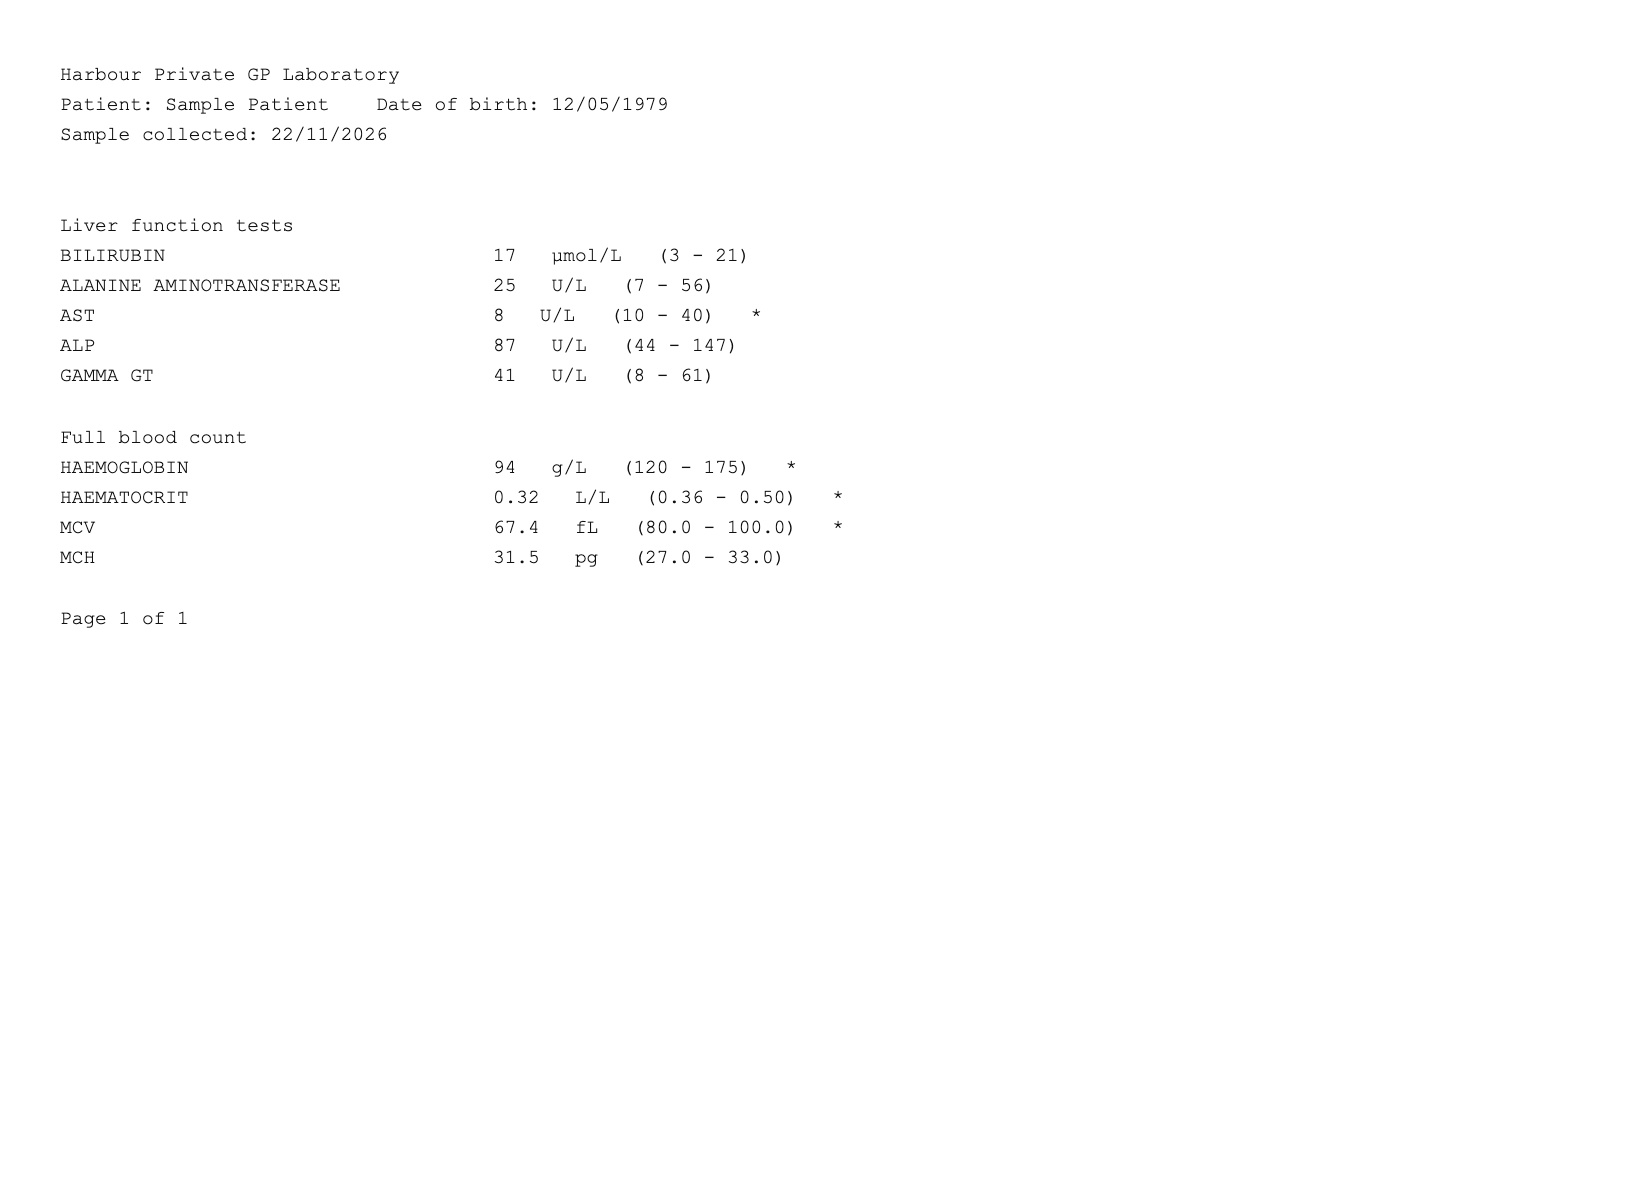 Harbour Private GP Laboratory
Patient: Sample Patient    Date of birth: 12/05/1979
Sample collected: 22/11/2026
Liver function tests
BILIRUBIN    17   µmol/L   (3 - 21)
ALANINE AMINOTRANSFERASE    25   U/L   (7 - 56)
AST    8   U/L   (10 - 40)   *
ALP    87   U/L   (44 - 147)
GAMMA GT    41   U/L   (8 - 61)
Full blood count
HAEMOGLOBIN    94   g/L   (120 - 175)   *
HAEMATOCRIT    0.32   L/L   (0.36 - 0.50)   *
MCV    67.4   fL   (80.0 - 100.0)   *
MCH    31.5   pg   (27.0 - 33.0)
Page 1 of 1